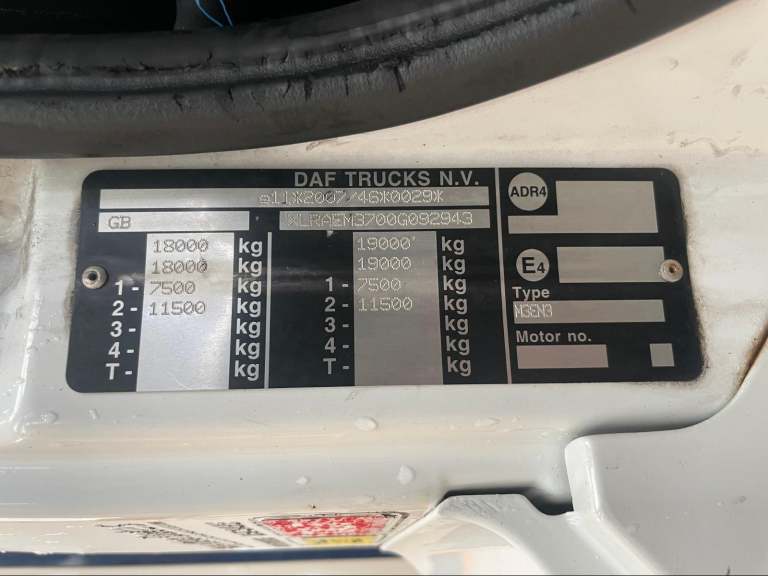 DAF TRUCKS N.V.
e11*2007/46*0029*
GB XLRAEM3700G092943
18000 kg 19000 kg
18000 kg 19000 kg
1- 7500 kg 1- 7500 kg
2- 11500 kg 2- 11500 kg
3- kg 3- kg
4- kg 4- kg
T- kg T- kg
ADR4
E4
Type
M3EN3
Motor no.